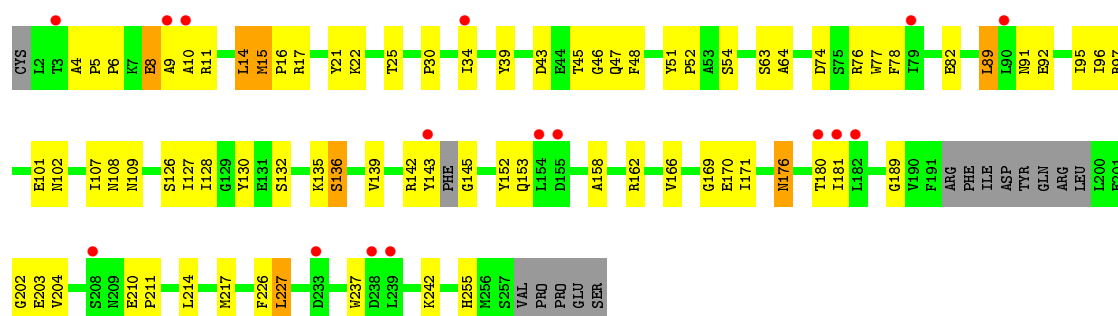 CYS L2 T3 A4 P5 P6 K7 E8 A9 A10 R11 L14 M15 P16 R17 Y21 K22 T25 P30 I34 Y39 D43 E44 T45 G46 Q47 F48 Y51 P52 A53 S54 S63 A64 D74 S75 R76 W77 F78 I79 E82 L89 L90 N91 E92 I95 I96
E101 N102 I107 N108 N109 S126 I127 I128 G129 Y130 E131 S132 K135 S136 V139 R142 Y143 PHE G145 Y152 Q153 L154 D155 A158 R162 V166 G169 E170 I171 N176 T180 I181 L182 G189 V190 F191 ARG PHE ILE ASP TYR GLN ARG LEU L200
G202 E203 V204 S208 N209 E210 P211 L214 M217 F226 L227 D233 W237 D238 L239 K242 H255 M256 S257 VAL PRO PRO GLU SER